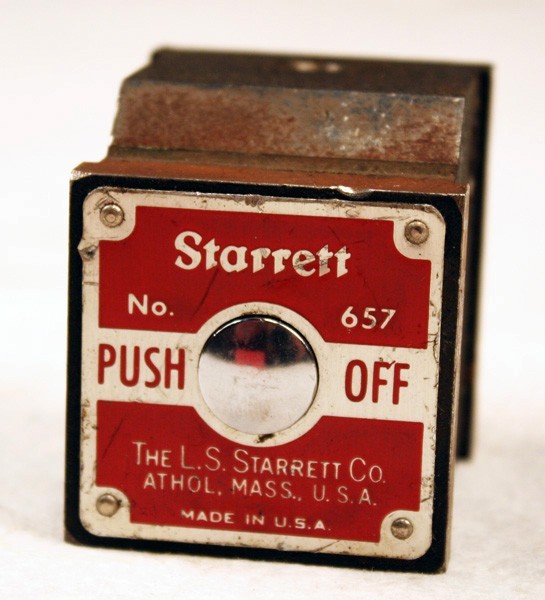 Starrett
No. 657
PUSH OFF
THE L. S. STARRETT CO.
ATHOL, MASS., U. S. A.
MADE IN U.S.A.